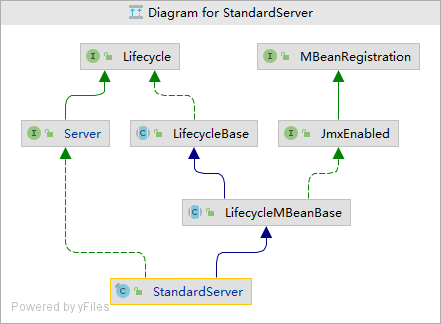 Diagram for StandardServer
I Lifecycle
I MBeanRegistration
I Server
C LifecycleBase
I JmxEnabled
C LifecycleMBeanBase
C StandardServer
Powered by yFiles